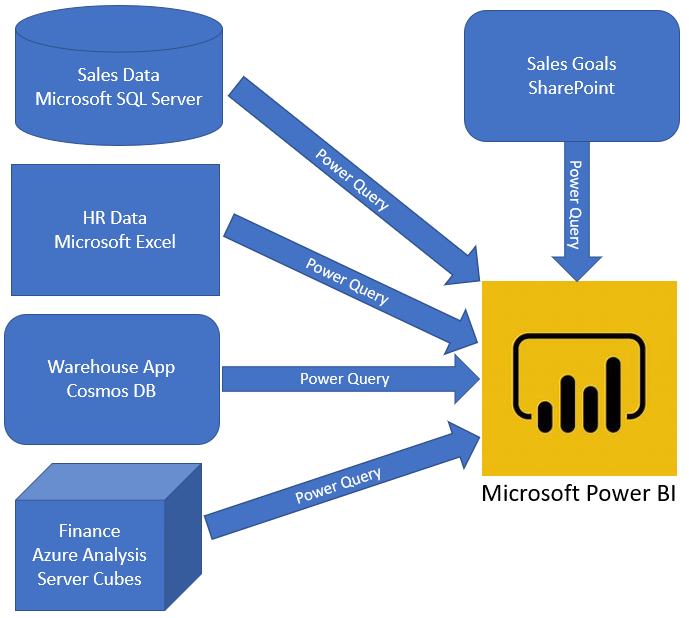 Sales Data
Microsoft SQL Server
Sales Goals
SharePoint
Power Query
Power Query
HR Data
Microsoft Excel
Power Query
Warehouse App
Cosmos DB
Power Query
Finance
Azure Analysis
Server Cubes
Power Query
Microsoft Power BI